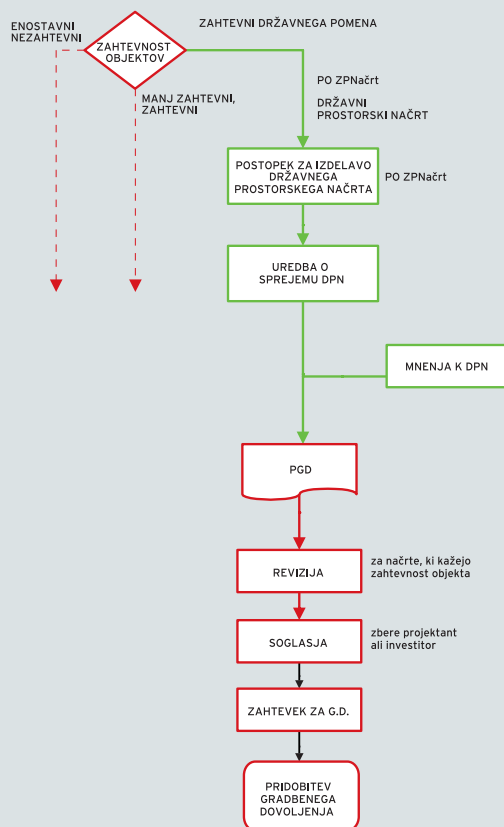 ENOSTAVNI
NEZAHTEVNI
ZAHTEVNOST
OBJEKTOV
ZAHTEVNI DRŽAVNEGA POMENA
MANJ ZAHTEVNI,
ZAHTEVNI
PO ZPNačrt
DRŽAVNI
PROSTORSKI NAČRT
POSTOPEK ZA IZDELAVO
DRŽAVNEGA
PROSTORSKEGA NAČRTA
PO ZPNačrt
UREDBA O
SPREJEMU DPN
MNENJA K DPN
PGD
REVIZIJA
za načrte, ki kažejo
zahtevnost objekta
SOGLASJA
zbere projektant
ali investitor
ZAHTEVEK ZA G.D.
PRIDOBITEV
GRADBENEGA
DOVOLJENJA